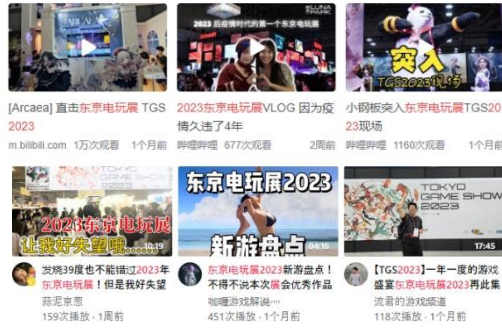 ARCAEA
2023 后疫情时代的第一个东京电玩展
LUNA
PARK
突入
TGS2023现场
[Arcaea] 直击东京电玩展 TGS
2023
m.bilibili.com 1万次观看 1个月前
2023东京电玩展VLOG 因为疫
情久违了4年
哔哩哔哩 677次观看 2周前
小钢板突入东京电玩展TGS20
23现场
哔哩哔哩 1160次观看 1个月前
2023东京电玩展
让我好失望哦......
10:19
东京电玩展2023
新游盘点
04:16
TOKYO
GAME SHOW
2023
17:45
发烧39度也不能错过2023年
东京电玩展！但是我好失望
蒜泥京葱
159次播放 · 1周前
东京电玩展2023新游盘点！
不得不说本次展会优秀作品
咖喱游戏解说
451次播放 · 1个月前
【TGS2023】一年一度的游戏
盛宴东京电玩展2023再此集
流君的游戏频道
118次播放 · 1个月前